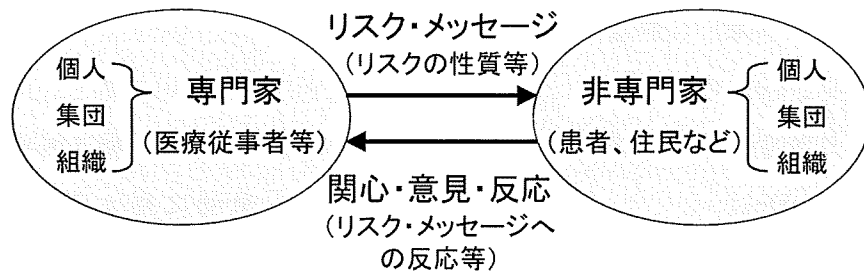 リスク・メッセージ
(リスクの性質等)
個人
集団
組織
専門家
(医療従事者等)
非専門家
(患者、住民など)
個人
集団
組織
関心・意見・反応
(リスク・メッセージへ
の反応等)